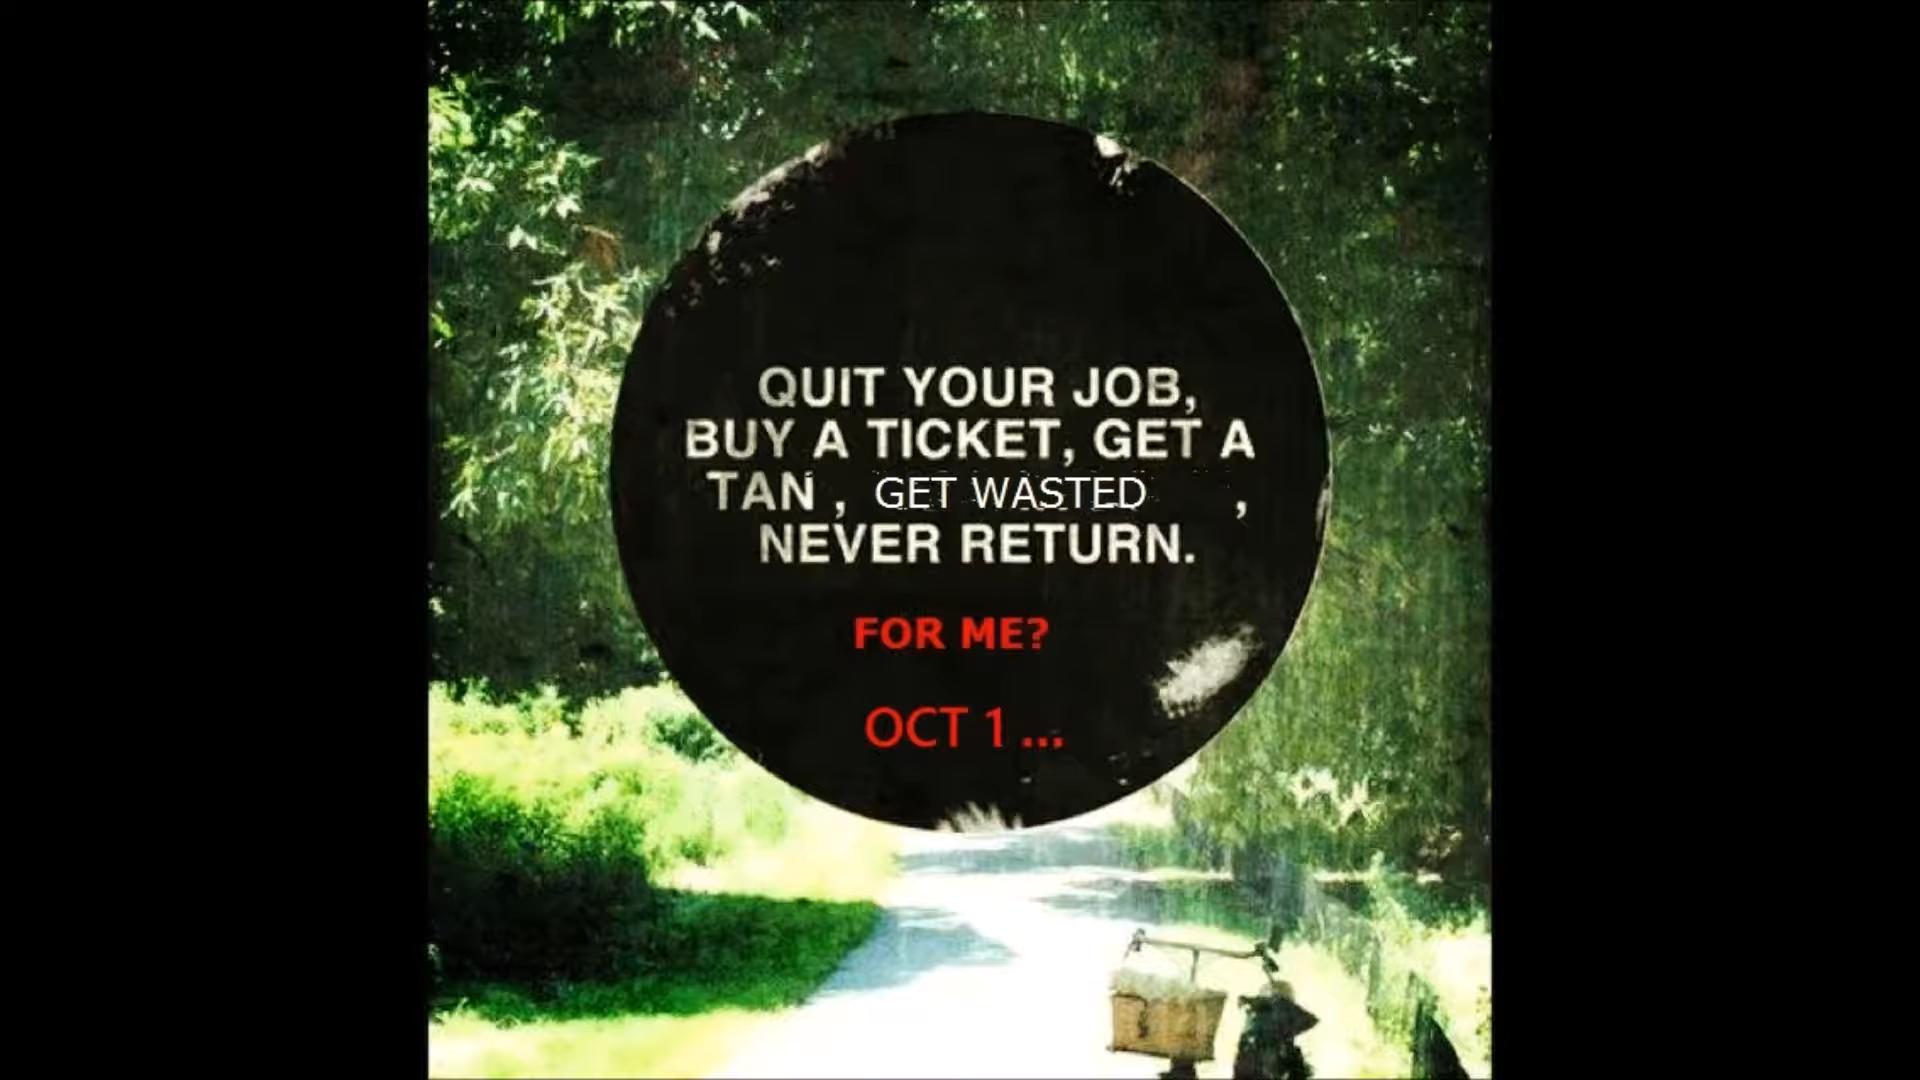 QUIT YOUR JOB,
BUY A TICKET, GET A
TAN , GET WASTED ,
NEVER RETURN.
FOR ME?
OCT 1 ...